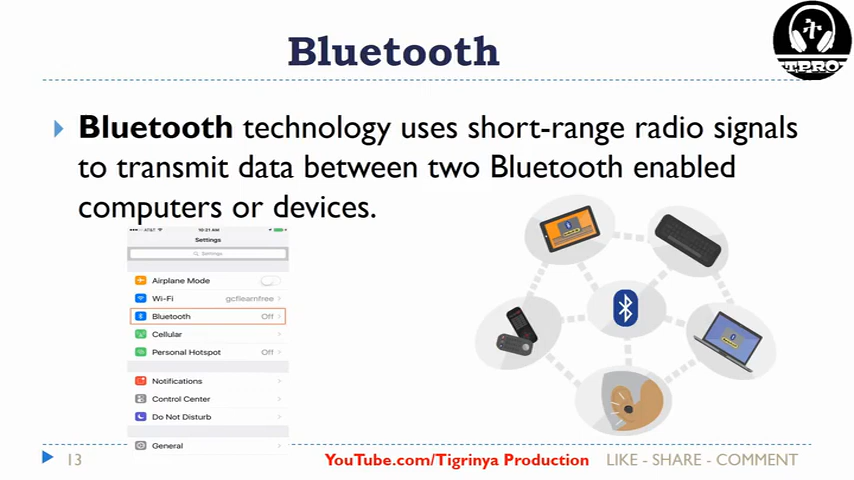 Bluetooth
TPRO
Bluetooth technology uses short-range radio signals
to transmit data between two Bluetooth enabled
computers or devices.
AT&T 10:21 AM
Settings
Settings
Airplane Mode
Wi-Fi gcflearnfree
Bluetooth Off
Cellular
Personal Hotspot Off
Notifications
Control Center
Do Not Disturb
General
13 YouTube.com/Tigrinya Production LIKE - SHARE - COMMENT